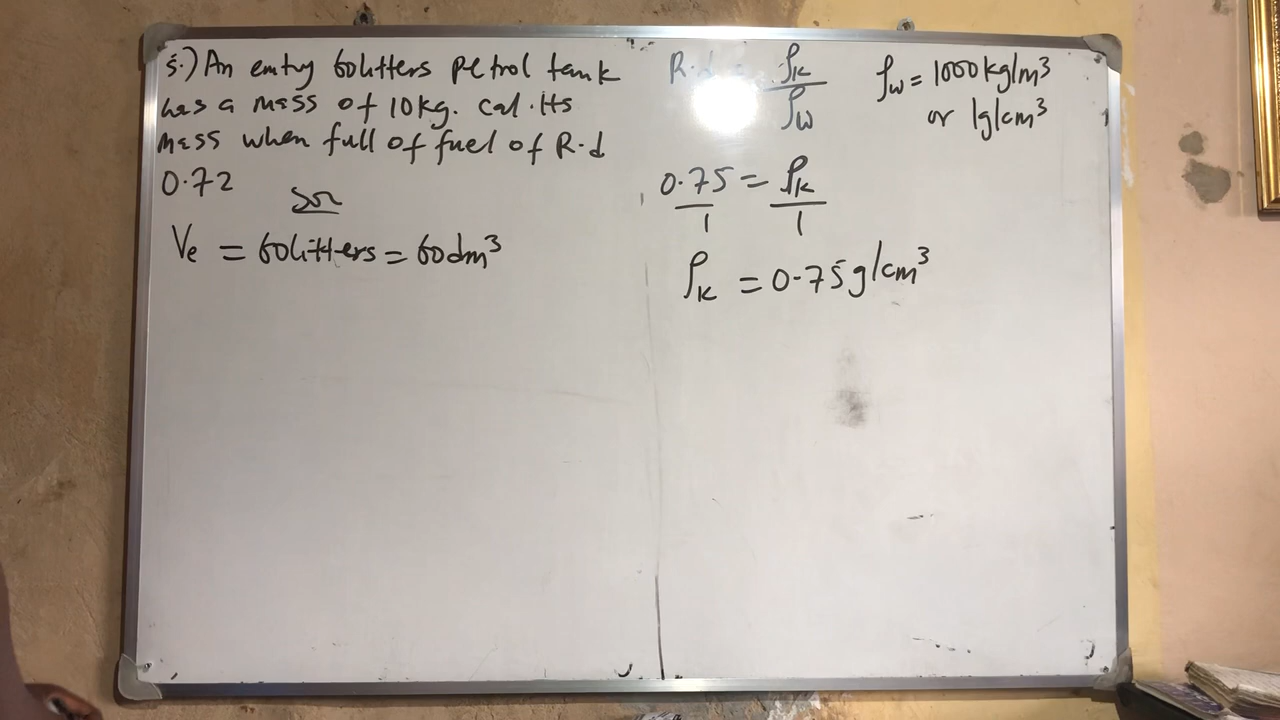 5.) An emtry 60litters petrol tank
has a mass of 10kg. cal. its
mass when full of fuel of R.d
0.72
Son
Ve = 60litters = 60dm³
R.d ρk/ρw
ρw = 1000kg/m³
or 1g/cm³
0.75/1 = ρk/1
ρk = 0.75g/cm³